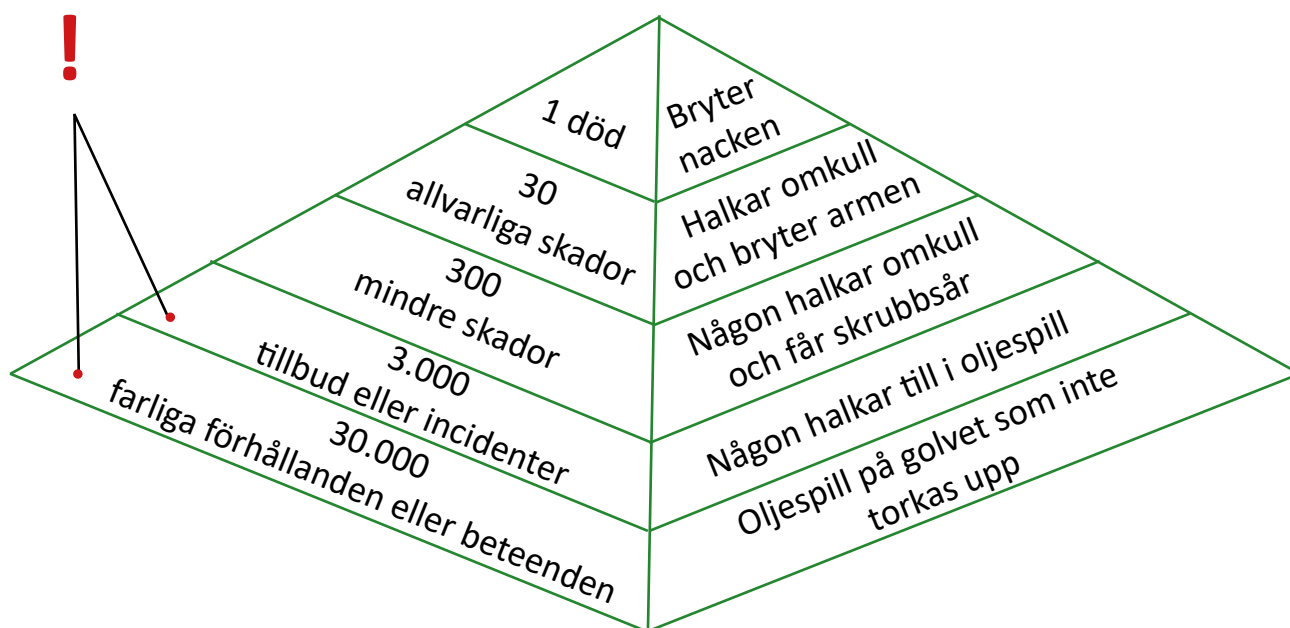 !
1 död
30
allvarliga skador
300
mindre skador
3.000
tillbud eller incidenter
30.000
farliga förhållanden eller beteenden
Bryter
nacken
Halkar omkull
och bryter armen
Någon halkar omkull
och får skrubbsår
Någon halkar till i oljespill
Oljespill på golvet som inte
torkas upp